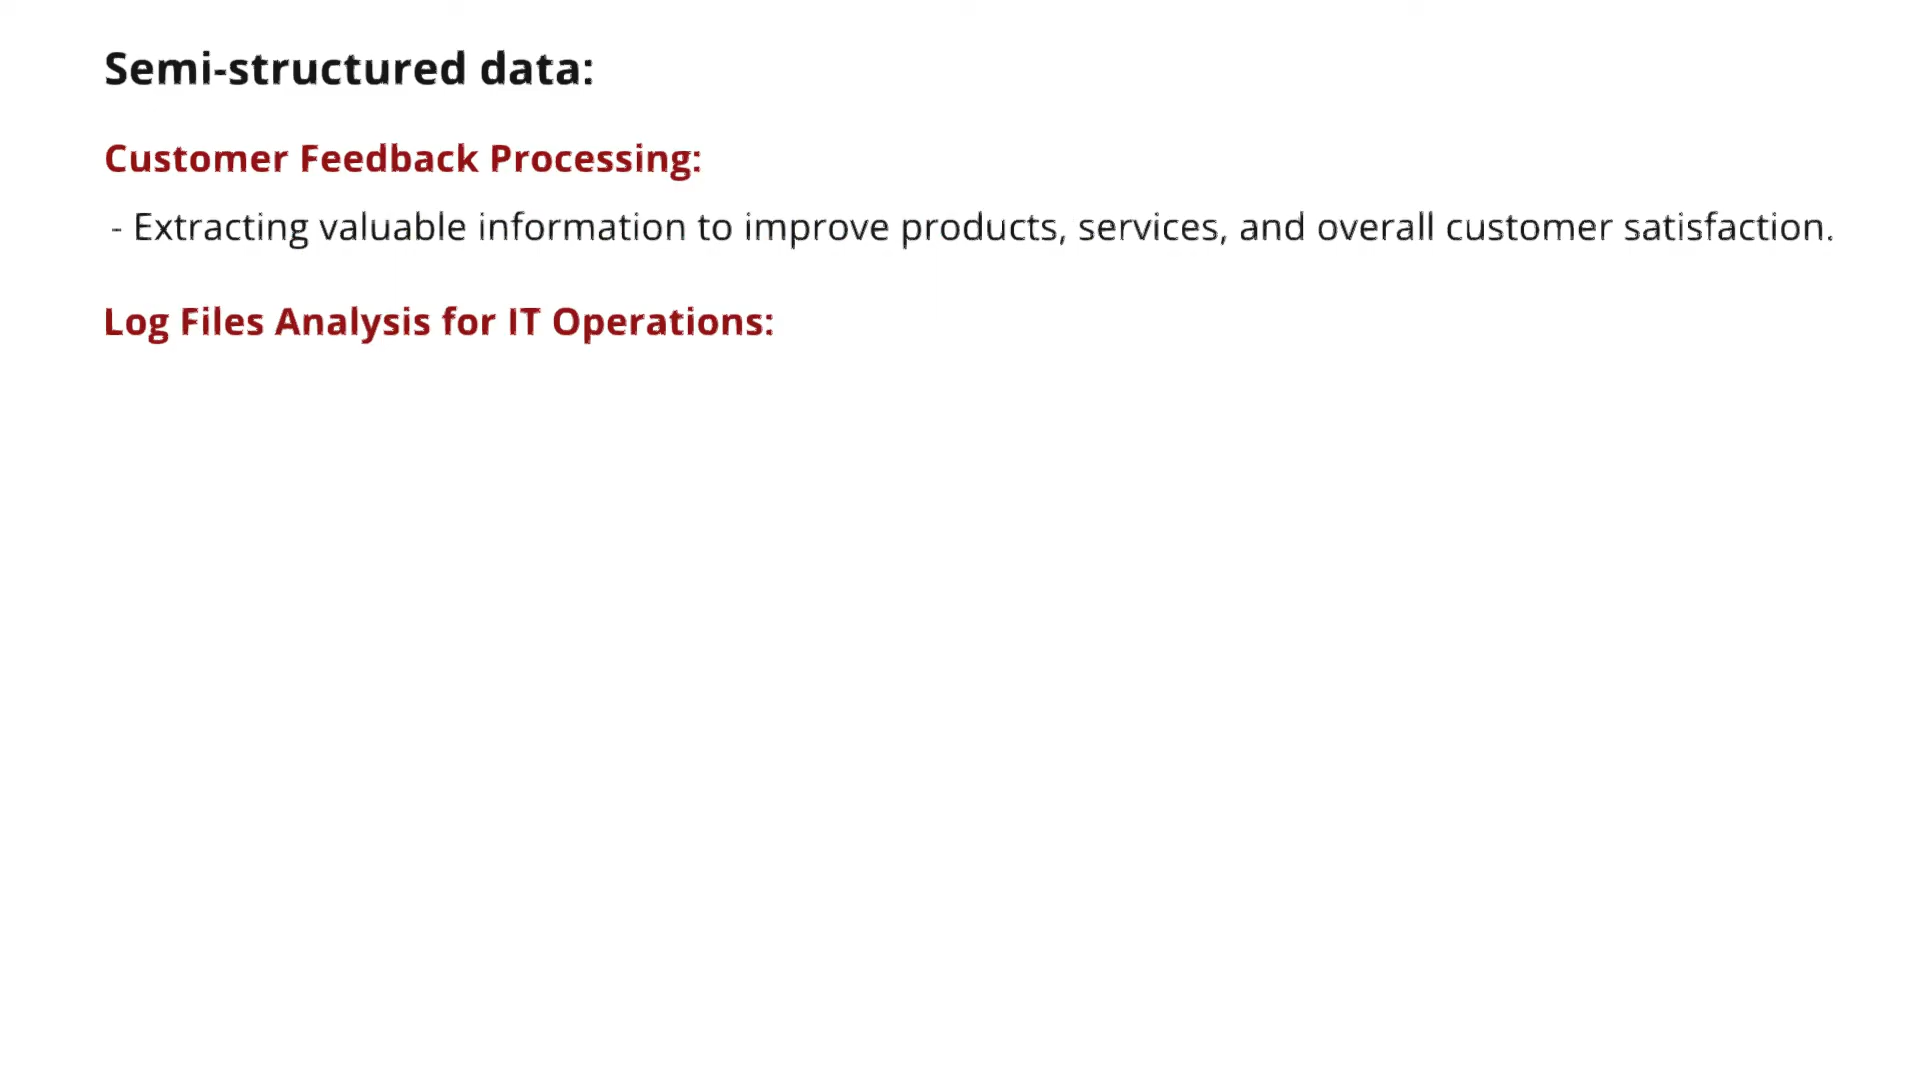 Semi-structured data:
Customer Feedback Processing:
- Extracting valuable information to improve products, services, and overall customer satisfaction.
Log Files Analysis for IT Operations: